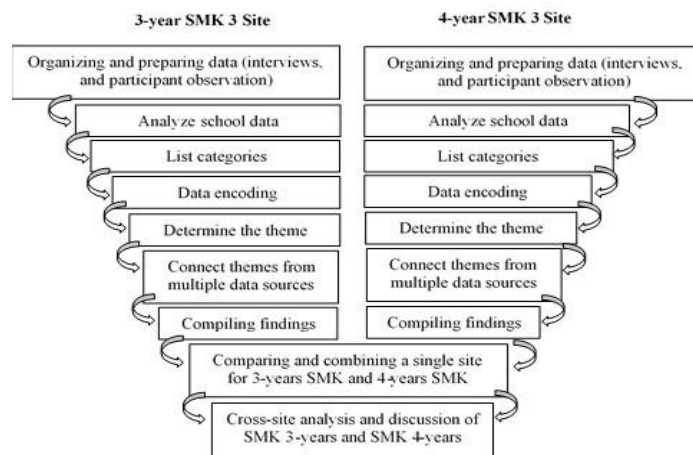 3-year SMK 3 Site
Organizing and preparing data (interviews,
and participant observation)
Analyze school data
List categories
Data encoding
Determine the theme
Connect themes from
multiple data sources
Compiling findings
4-year SMK 3 Site
Organizing and preparing data (interviews,
and participant observation)
Analyze school data
List categories
Data encoding
Determine the theme
Connect themes from
multiple data sources
Compiling findings
Comparing and combining a single site
for 3-years SMK and 4-years SMK
Cross-site analysis and discussion of
SMK 3-years and SMK 4-years